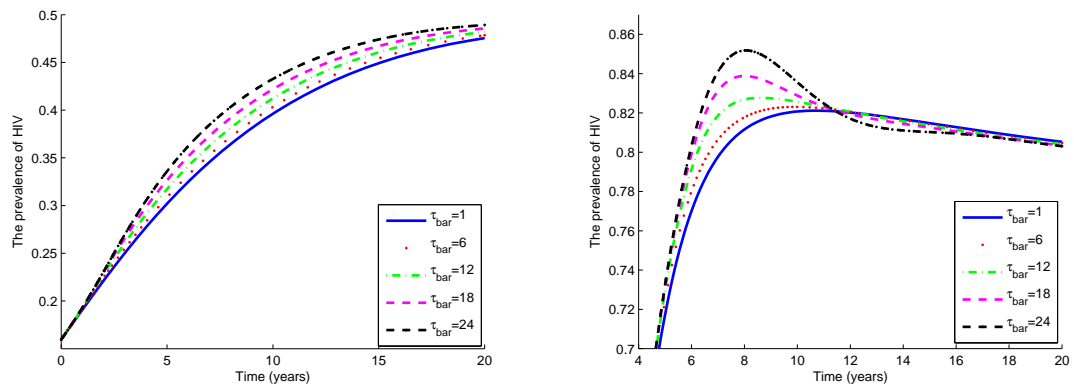 The prevalence of HIV
0.5
0.45
0.4
0.35
0.3
0.25
0.2
0
5
10
15
20
Time (years)
τbar=1
τbar=6
τbar=12
τbar=18
τbar=24
The prevalence of HIV
0.86
0.84
0.82
0.8
0.78
0.76
0.74
0.72
0.7
4
6
8
10
12
14
16
18
20
Time (years)
τbar=1
τbar=6
τbar=12
τbar=18
τbar=24